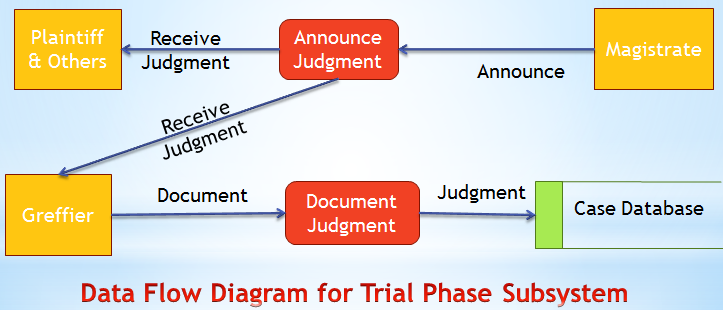 Plaintiff
& Others
Receive
Judgment
Announce
Judgment
Announce
Magistrate
Receive
Judgment
Greffier
Document
Document
Judgment
Judgment
Case Database
Data Flow Diagram for Trial Phase Subsystem